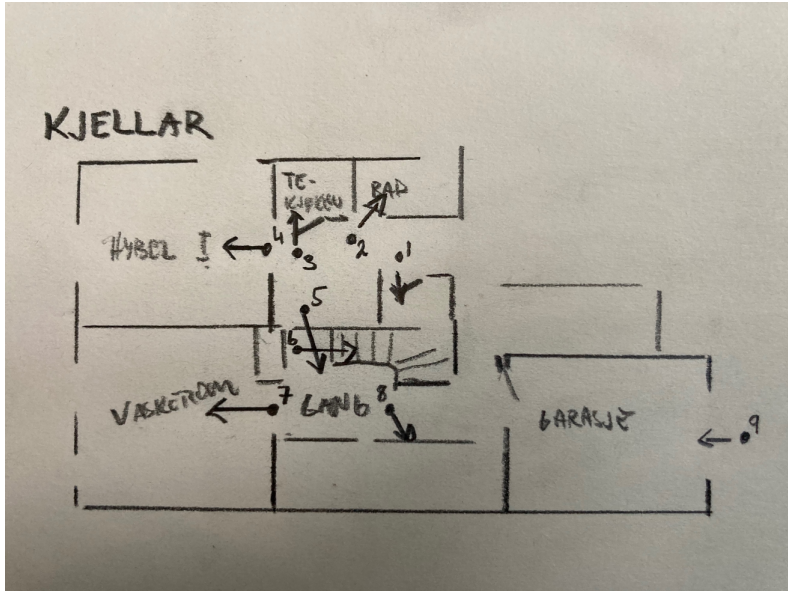 KJELLAR
TE-
KJØKKEN
BAD
HYBEL I
4
3
2
1
5
6
VASKEROM
7
GANG
8
GARASJE
9